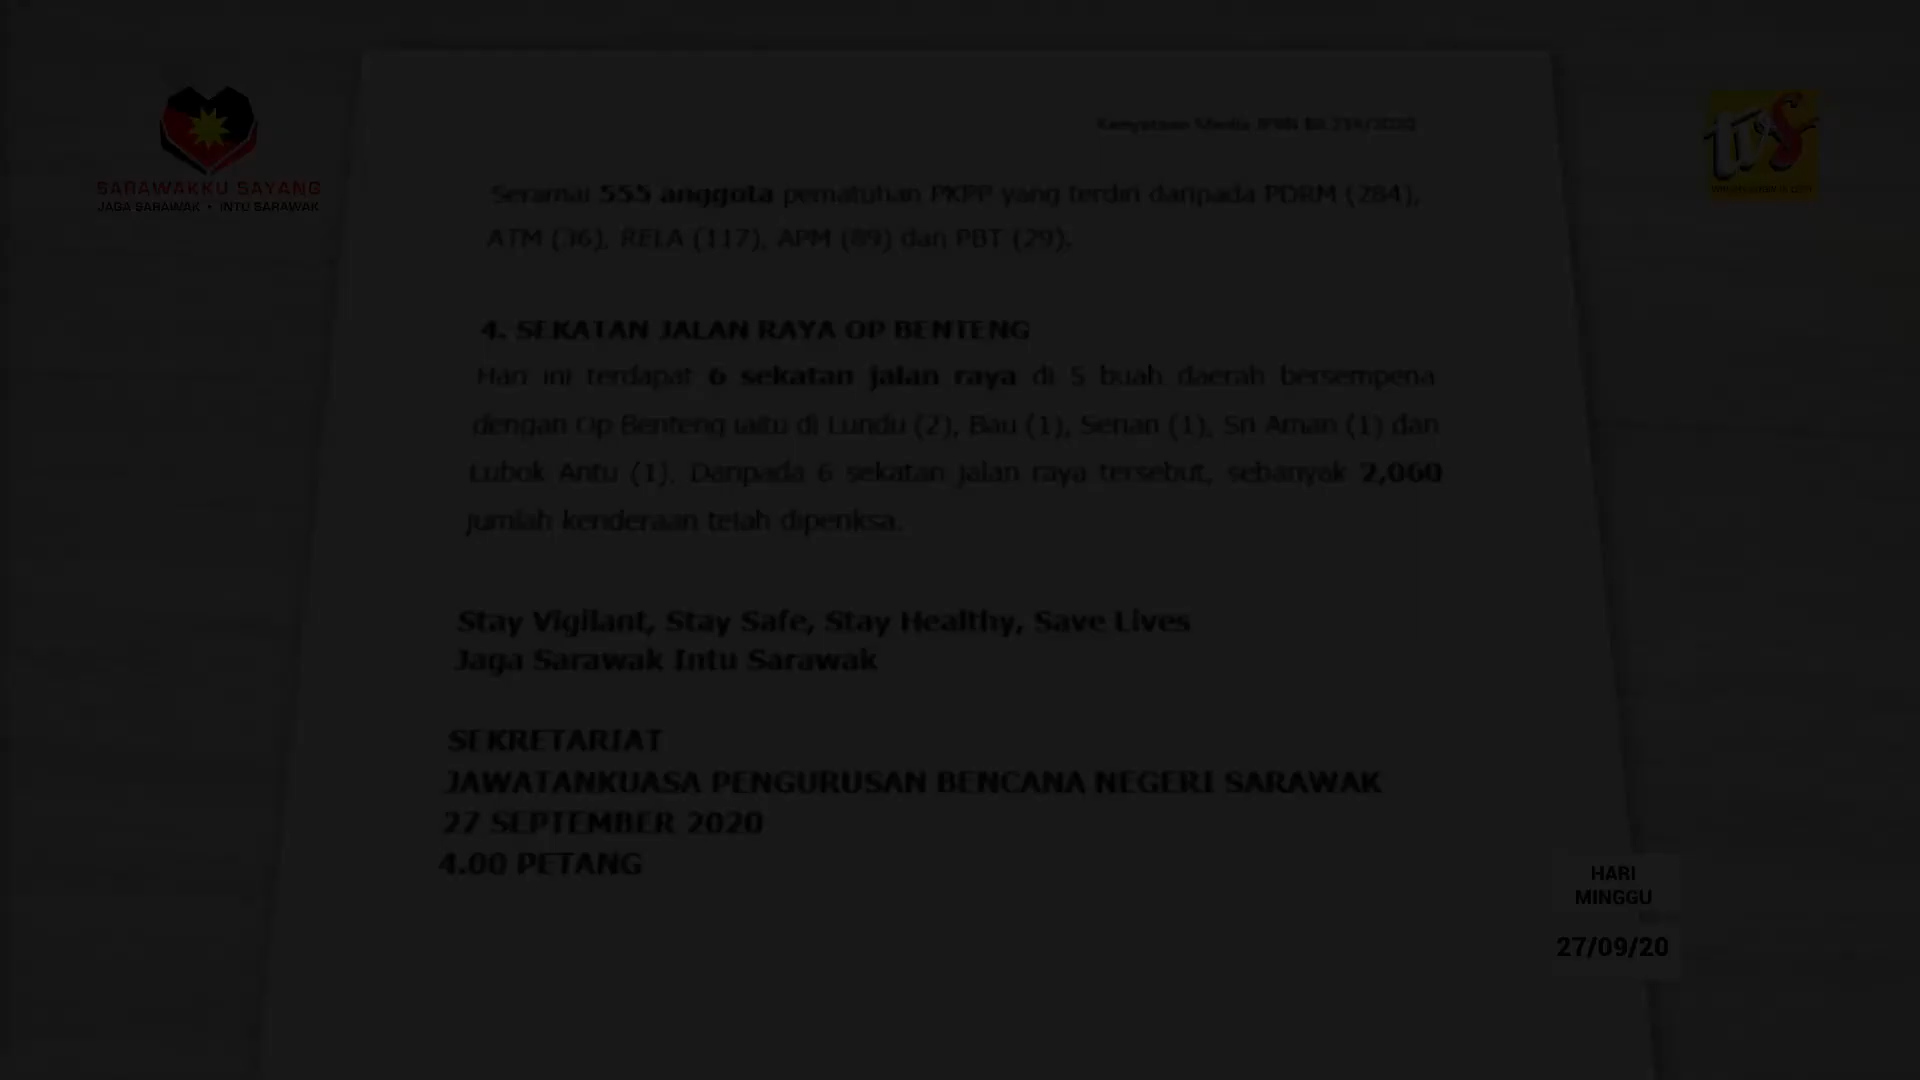 SARAWAKKU SAYANG
JAGA SARAWAK • INTU SARAWAK
tvS
Kenyataan Media JPBN Bil
Seramai 555 anggota pematuhan PKPP yang terdiri daripada PDRM (284),
ATM (36), RELA (117), APM (89) dan PBT (29).
4. SEKATAN JALAN RAYA OP BENTENG
Hari ini terdapat 6 sekatan jalan raya di 5 buah daerah bersempena
dengan Op Benteng iaitu di Lundu (2), Bau (1), Serian (1), Sri Aman (1) dan
Lubok Antu (1). Daripada 6 sekatan jalan raya tersebut, sebanyak 2,060
jumlah kenderaan telah diperiksa.
Stay Vigilant, Stay Safe, Stay Healthy, Save Lives
Jaga Sarawak Intu Sarawak
SEKRETARIAT
JAWATANKUASA PENGURUSAN BENCANA NEGERI SARAWAK
27 SEPTEMBER 2020
4.00 PETANG
HARI
MINGGU
27/09/20